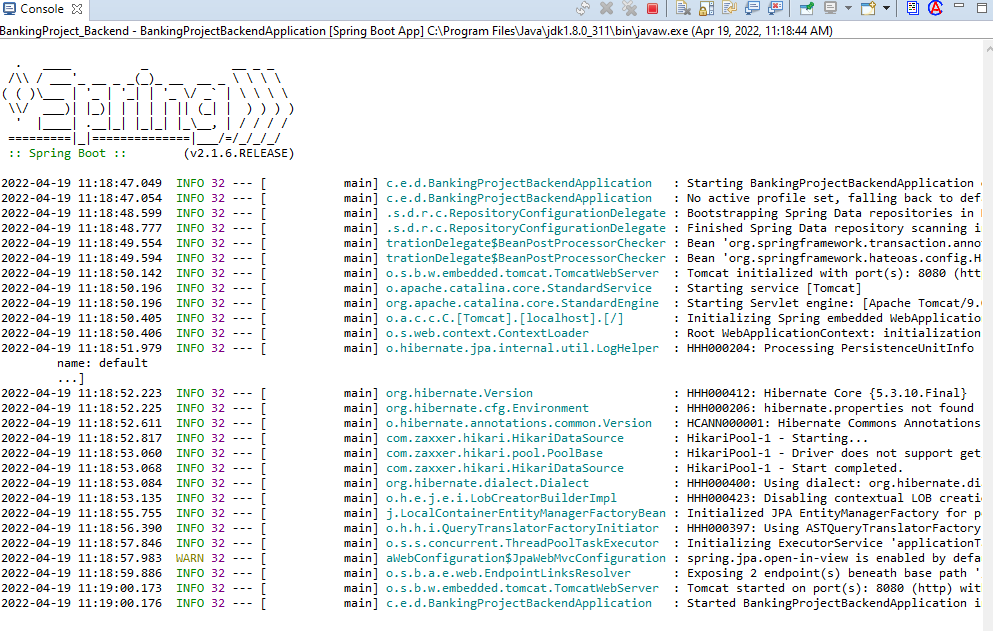 Console
BankingProject_Backend - BankingProjectBackendApplication [Spring Boot App] C:\Program Files\Java\jdk1.8.0_311\bin\javaw.exe (Apr 19, 2022, 11:18:44 AM)
Spring
:: Spring Boot ::        (v2.1.6.RELEASE)
2022-04-19 11:18:47.049  INFO 32 --- [           main] c.e.d.BankingProjectBackendApplication   : Starting BankingProjectBackendApplication
2022-04-19 11:18:47.054  INFO 32 --- [           main] c.e.d.BankingProjectBackendApplication   : No active profile set, falling back to def
2022-04-19 11:18:48.599  INFO 32 --- [           main] .s.d.r.c.RepositoryConfigurationDelegate : Bootstrapping Spring Data repositories in
2022-04-19 11:18:48.777  INFO 32 --- [           main] .s.d.r.c.RepositoryConfigurationDelegate : Finished Spring Data repository scanning i
2022-04-19 11:18:49.554  INFO 32 --- [           main] trationDelegate$BeanPostProcessorChecker : Bean 'org.springframework.transaction.anno
2022-04-19 11:18:49.594  INFO 32 --- [           main] trationDelegate$BeanPostProcessorChecker : Bean 'org.springframework.hateoas.config.H
2022-04-19 11:18:50.142  INFO 32 --- [           main] o.s.b.w.embedded.tomcat.TomcatWebServer  : Tomcat initialized with port(s): 8080 (htt
2022-04-19 11:18:50.196  INFO 32 --- [           main] o.apache.catalina.core.StandardService   : Starting service [Tomcat]
2022-04-19 11:18:50.196  INFO 32 --- [           main] org.apache.catalina.core.StandardEngine  : Starting Servlet engine: [Apache Tomcat/9.
2022-04-19 11:18:50.405  INFO 32 --- [           main] o.a.c.c.C.[Tomcat].[localhost].[/]       : Initializing Spring embedded WebApplicatio
2022-04-19 11:18:50.406  INFO 32 --- [           main] o.s.web.context.ContextLoader            : Root WebApplicationContext: initialization
2022-04-19 11:18:51.979  INFO 32 --- [           main] o.hibernate.jpa.internal.util.LogHelper  : HHH000204: Processing PersistenceUnitInfo
name: default
...]
2022-04-19 11:18:52.223  INFO 32 --- [           main] org.hibernate.Version                    : HHH000412: Hibernate Core {5.3.10.Final}
2022-04-19 11:18:52.225  INFO 32 --- [           main] org.hibernate.cfg.Environment            : HHH000206: hibernate.properties not found
2022-04-19 11:18:52.611  INFO 32 --- [           main] o.hibernate.annotations.common.Version   : HCANN000001: Hibernate Commons Annotations
2022-04-19 11:18:52.817  INFO 32 --- [           main] com.zaxxer.hikari.HikariDataSource       : HikariPool-1 - Starting...
2022-04-19 11:18:53.060  INFO 32 --- [           main] com.zaxxer.hikari.pool.PoolBase          : HikariPool-1 - Driver does not support get
2022-04-19 11:18:53.068  INFO 32 --- [           main] com.zaxxer.hikari.HikariDataSource       : HikariPool-1 - Start completed.
2022-04-19 11:18:53.084  INFO 32 --- [           main] org.hibernate.dialect.Dialect            : HHH000400: Using dialect: org.hibernate.di
2022-04-19 11:18:53.135  INFO 32 --- [           main] o.h.e.j.e.i.LobCreatorBuilderImpl        : HHH000423: Disabling contextual LOB creati
2022-04-19 11:18:55.755  INFO 32 --- [           main] j.LocalContainerEntityManagerFactoryBean : Initialized JPA EntityManagerFactory for p
2022-04-19 11:18:56.390  INFO 32 --- [           main] o.h.h.i.QueryTranslatorFactoryInitiator  : HHH000397: Using ASTQueryTranslatorFactory
2022-04-19 11:18:57.846  INFO 32 --- [           main] o.s.s.concurrent.ThreadPoolTaskExecutor  : Initializing ExecutorService 'applicationT
2022-04-19 11:18:57.983  WARN 32 --- [           main] aWebConfiguration$JpaWebMvcConfiguration : spring.jpa.open-in-view is enabled by defa
2022-04-19 11:18:59.886  INFO 32 --- [           main] o.s.b.a.e.web.EndpointLinksResolver      : Exposing 2 endpoint(s) beneath base path '
2022-04-19 11:19:00.173  INFO 32 --- [           main] o.s.b.w.embedded.tomcat.TomcatWebServer  : Tomcat started on port(s): 8080 (http) wit
2022-04-19 11:19:00.176  INFO 32 --- [           main] c.e.d.BankingProjectBackendApplication   : Started BankingProjectBackendApplication i